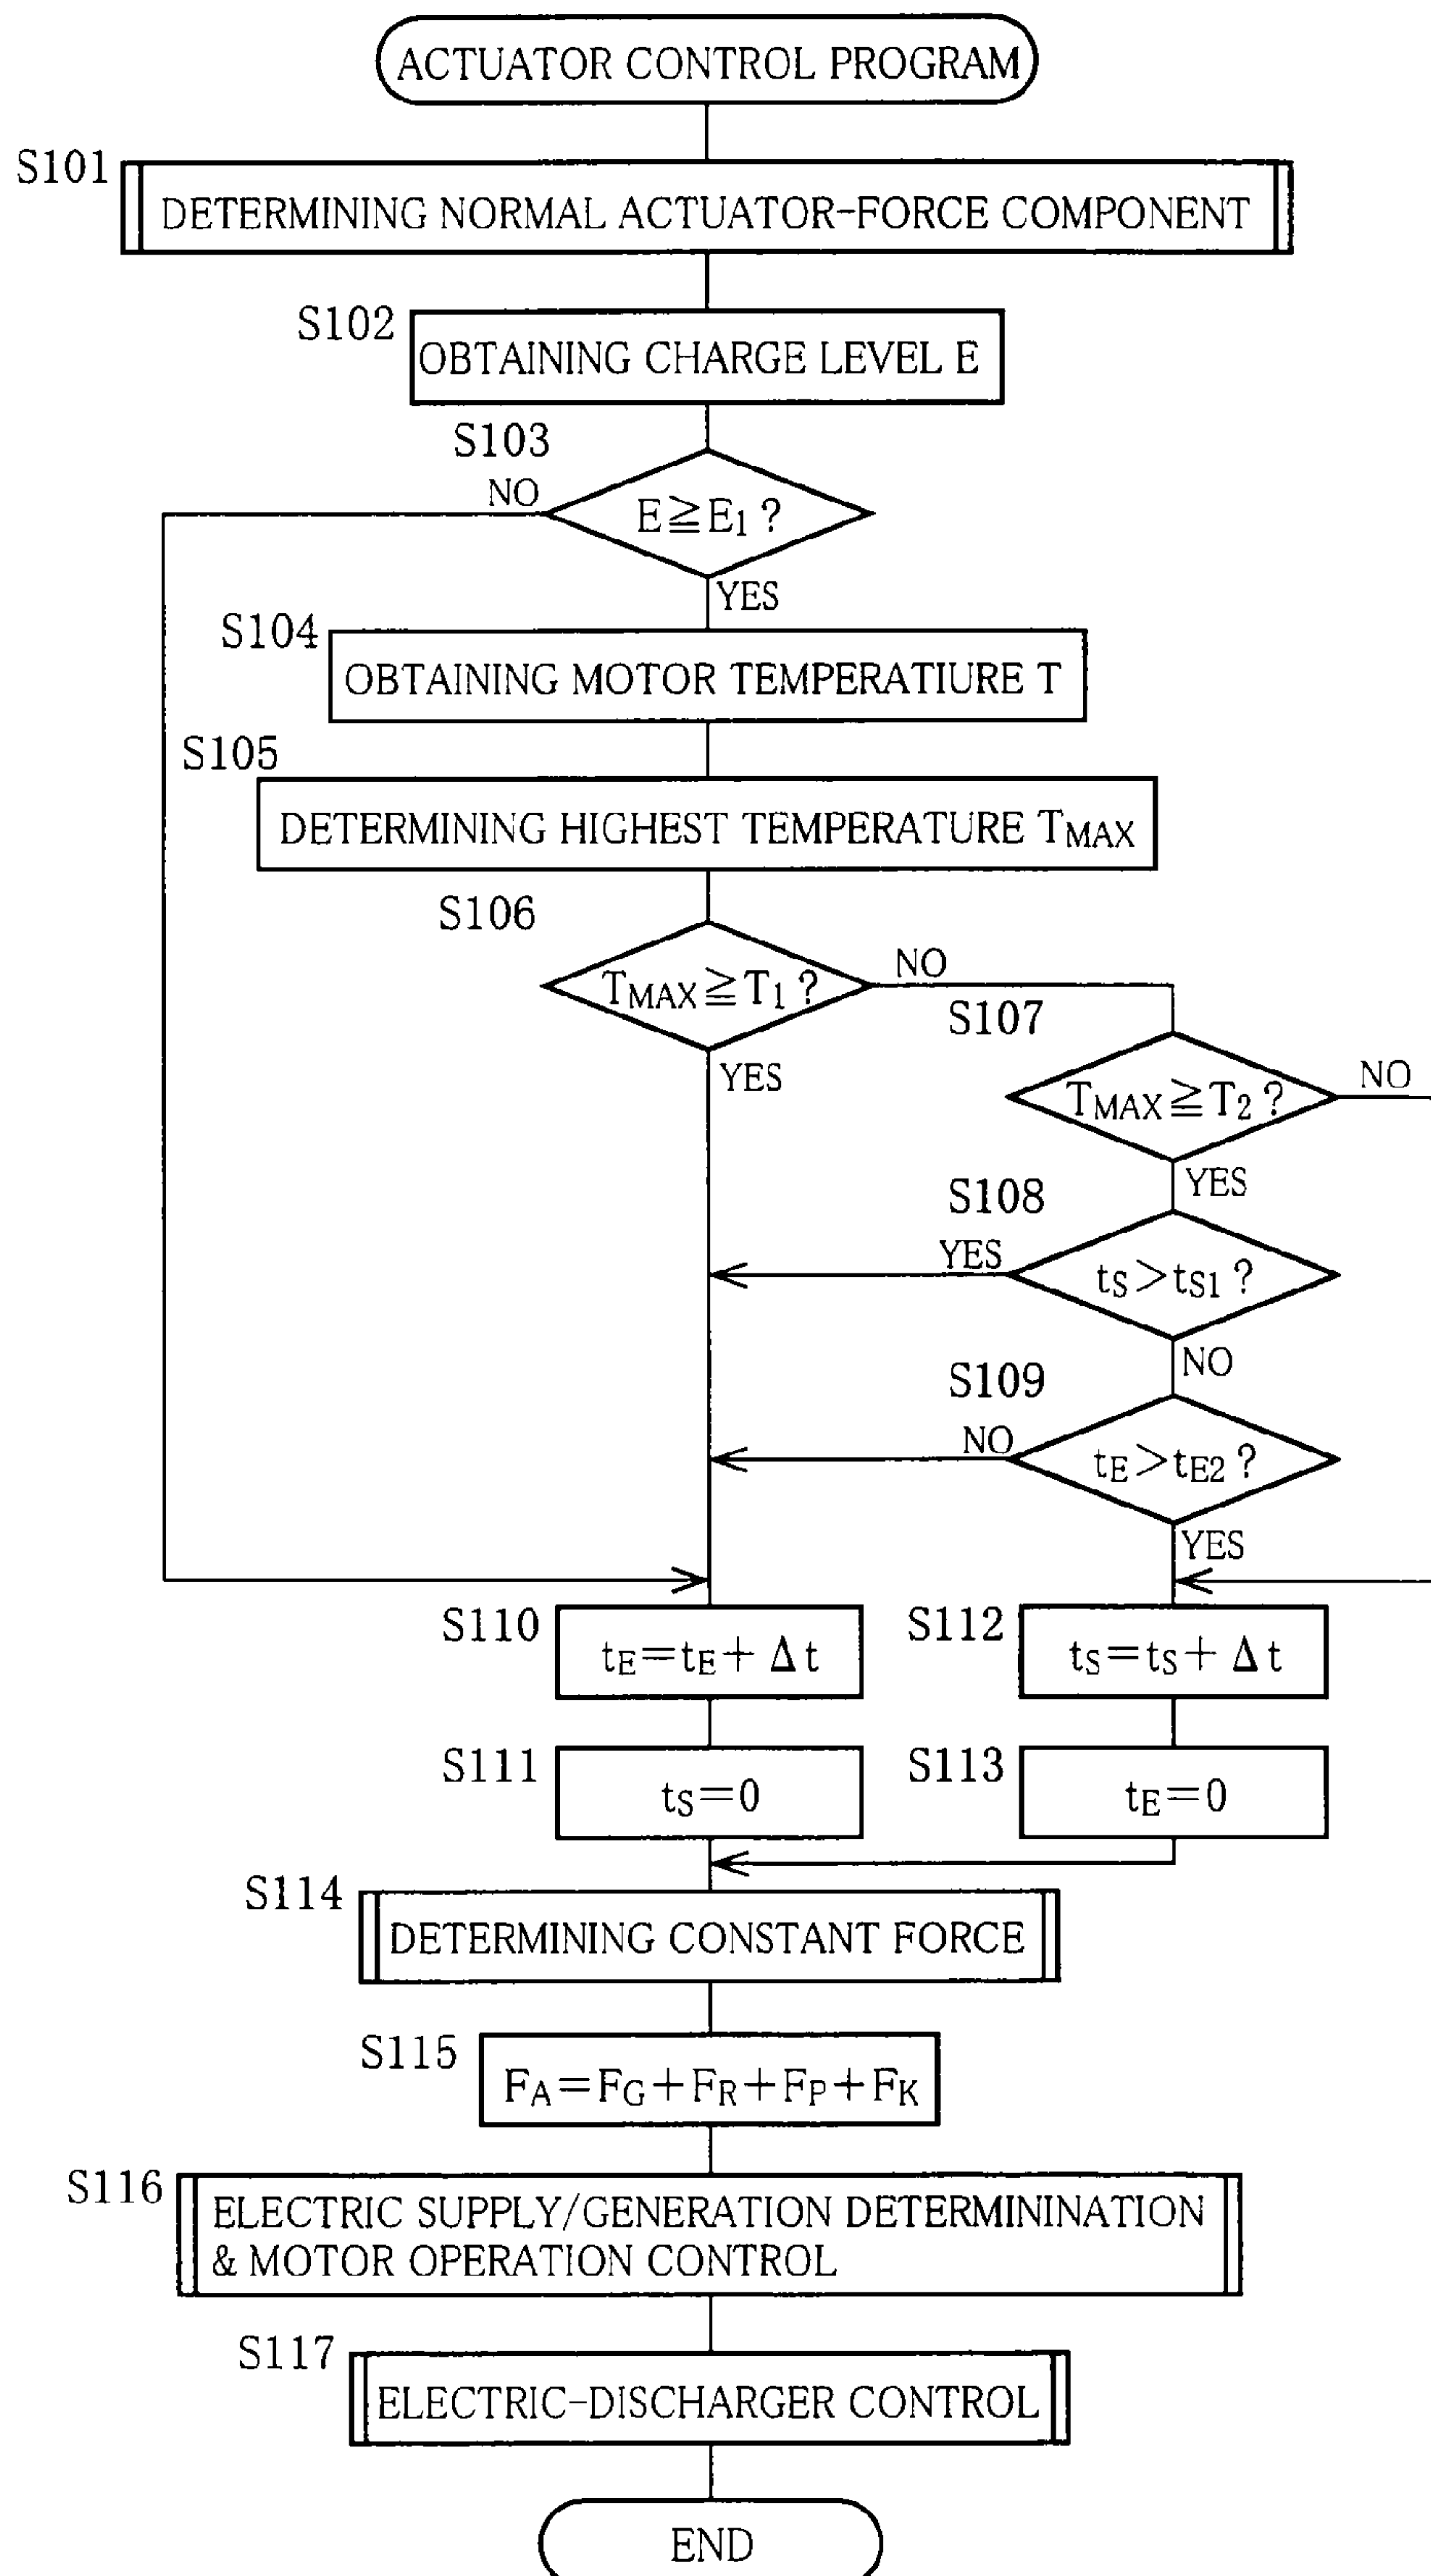 ACTUATOR CONTROL PROGRAM
S101
DETERMINING NORMAL ACTUATOR-FORCE COMPONENT
S102
OBTAINING CHARGE LEVEL E
S103
NO
E≧E1 ?
YES
S104
OBTAINING MOTOR TEMPERATIURE T
S105
DETERMINING HIGHEST TEMPERATURE TMAX
S106
TMAX≧T1 ?
NO
YES
S107
TMAX≧T2 ?
NO
YES
S108
YES
tS>tS1 ?
NO
S109
NO
tE>tE2 ?
YES
S110
tE=tE+ Δt
S112
tS=tS+ Δt
S111
tS=0
S113
tE=0
S114
DETERMINING CONSTANT FORCE
S115
FA=FG+FR+FP+FK
S116
ELECTRIC SUPPLY/GENERATION DETERMININATION
& MOTOR OPERATION CONTROL
S117
ELECTRIC-DISCHARGER CONTROL
END